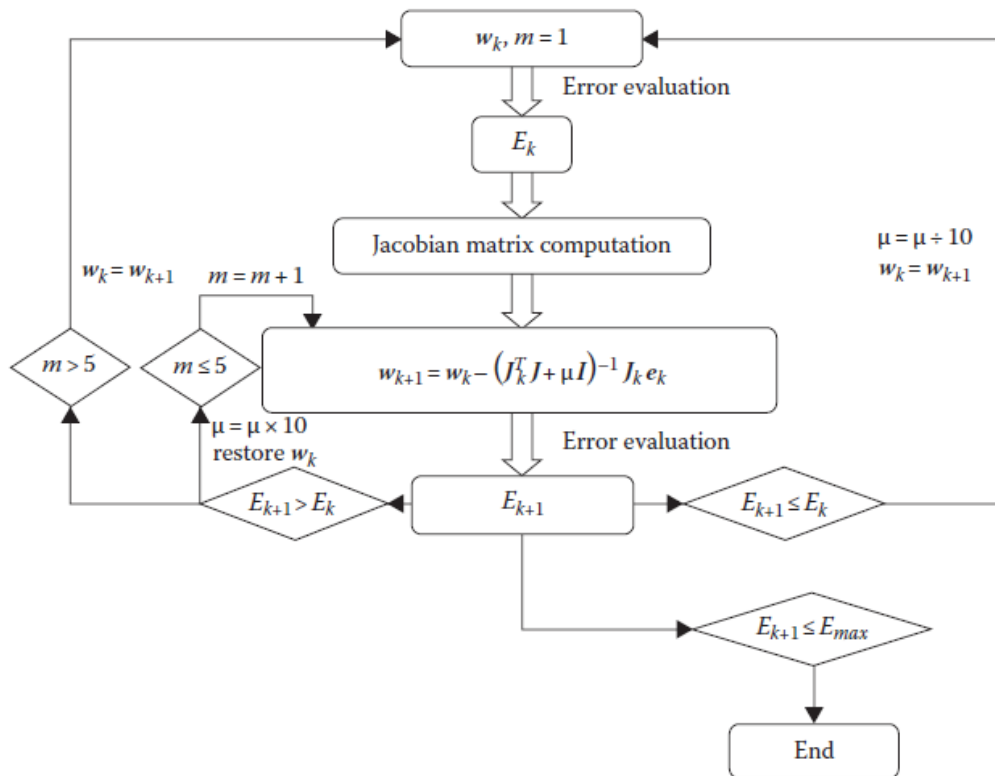 w_k, m = 1
Error evaluation
E_k
Jacobian matrix computation
μ = μ ÷ 10
w_k = w_{k+1}
w_k = w_{k+1}
m = m + 1
m > 5
m ≤ 5
w_{k+1} = w_k − (J_k^T J + μI)^{−1} J_k e_k
μ = μ × 10
restore w_k
Error evaluation
E_{k+1} > E_k
E_{k+1}
E_{k+1} ≤ E_k
E_{k+1} ≤ E_{max}
End